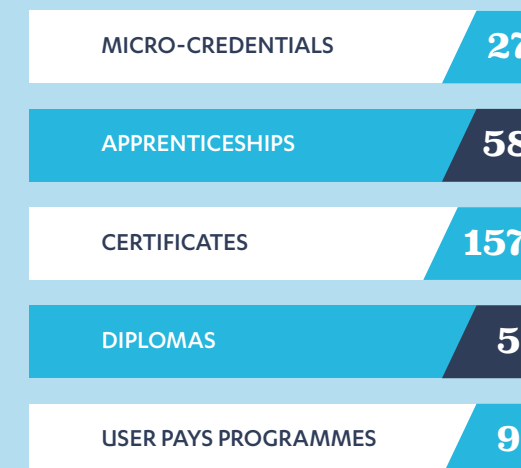 MICRO-CREDENTIALS 27
APPRENTICESHIPS 58
CERTIFICATES 157
DIPLOMAS 5
USER PAYS PROGRAMMES 9